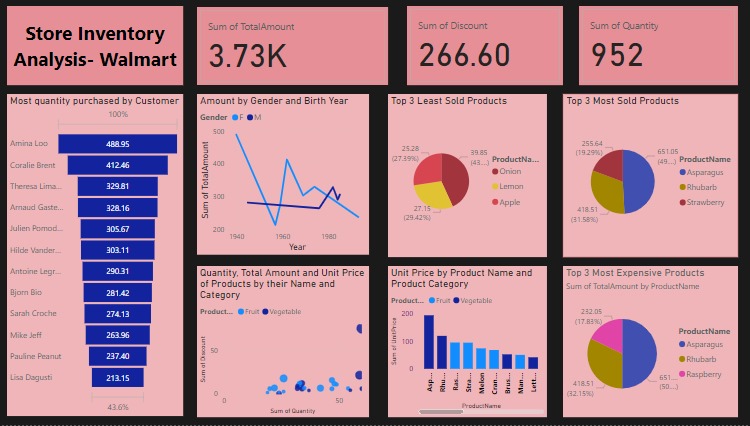 Store Inventory
Analysis- Walmart
Sum of TotalAmount
3.73K
Sum of Discount
266.60
Sum of Quantity
952
Most quantity purchased by Customer
100%
Amina Loo
488.95
Coralie Brent
412.46
Theresa Lima...
329.81
Arnaud Gaste...
328.16
Julien Pomod...
305.67
Hilde Vander...
303.11
Antoine Legr...
290.31
Bjorn Bio
281.42
Sarah Croche
274.13
Mike Jeff
263.96
Pauline Peanut
237.40
Lisa Dagusti
213.15
43.6%
Amount by Gender and Birth Year
Gender F M
Sum of TotalAmount
500
400
300
200
1940
1960
1980
Year
Top 3 Least Sold Products
25.28
(27.39%)
39.85
(43....)
27.15
(29.42%)
ProductNa...
Onion
Lemon
Apple
Top 3 Most Sold Products
255.64
(19.29%)
651.05
(49....)
418.51
(31.58%)
ProductName
Asparagus
Rhubarb
Strawberry
Quantity, Total Amount and Unit Price
of Products by their Name and
Category
Product... Fruit Vegetable
Sum of Discount
50
0
0
50
Sum of Quantity
Unit Price by Product Name and
Product Category
Product... Fruit Vegetable
Sum of UnitPrice
200
100
0
Asp...
Rhu...
Ras...
Stra...
Melon
Cran...
Brus...
Man...
Lett...
ProductName
Top 3 Most Expensive Products
Sum of TotalAmount by ProductName
232.05
(17.83%)
418.51
(32.15%)
651....
(50....)
ProductName
Asparagus
Rhubarb
Raspberry